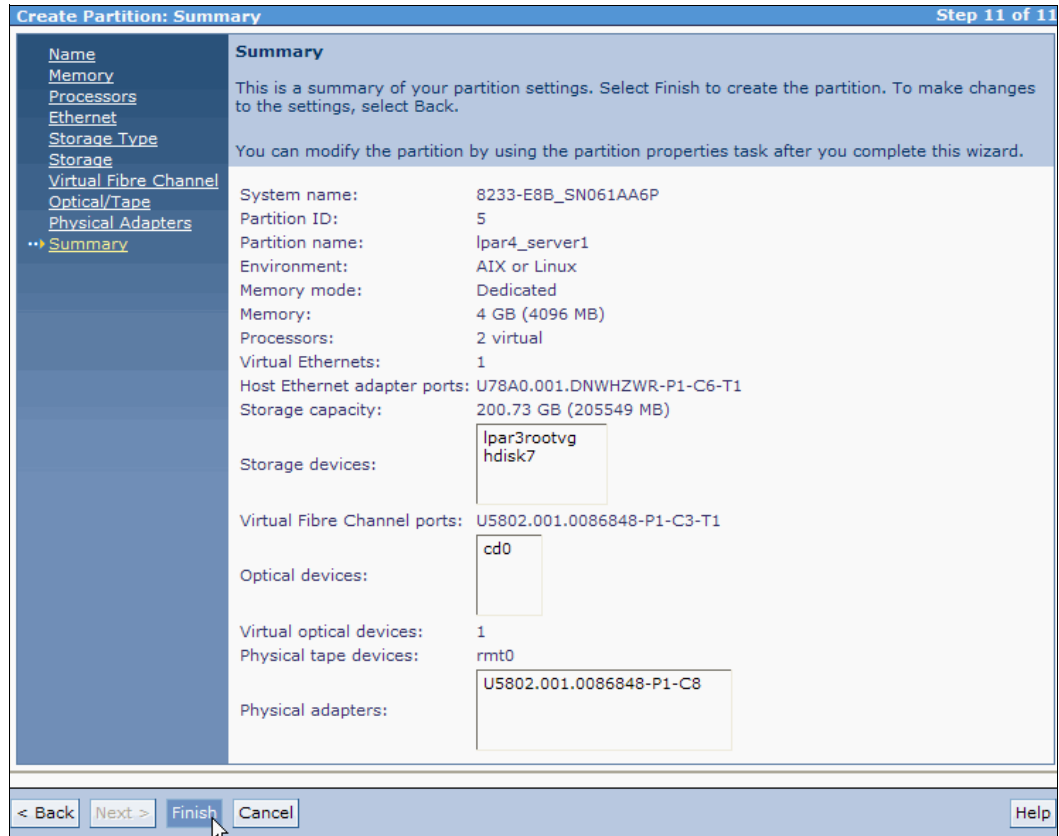 Create Partition: Summary
Step 11 of 11
Name
Memory
Processors
Ethernet
Storage Type
Storage
Virtual Fibre Channel
Optical/Tape
Physical Adapters
Summary
Summary
This is a summary of your partition settings. Select Finish to create the partition. To make changes
to the settings, select Back.
You can modify the partition by using the partition properties task after you complete this wizard.
System name: 8233-E8B_SN061AA6P
Partition ID: 5
Partition name: lpar4_server1
Environment: AIX or Linux
Memory mode: Dedicated
Memory: 4 GB (4096 MB)
Processors: 2 virtual
Virtual Ethernets: 1
Host Ethernet adapter ports: U78A0.001.DNWHZWR-P1-C6-T1
Storage capacity: 200.73 GB (205549 MB)
Storage devices:
lpar3rootvg
hdisk7
Virtual Fibre Channel ports: U5802.001.0086848-P1-C3-T1
Optical devices:
cd0
Virtual optical devices: 1
Physical tape devices: rmt0
Physical adapters:
U5802.001.0086848-P1-C8
< Back
Next >
Finish
Cancel
Help